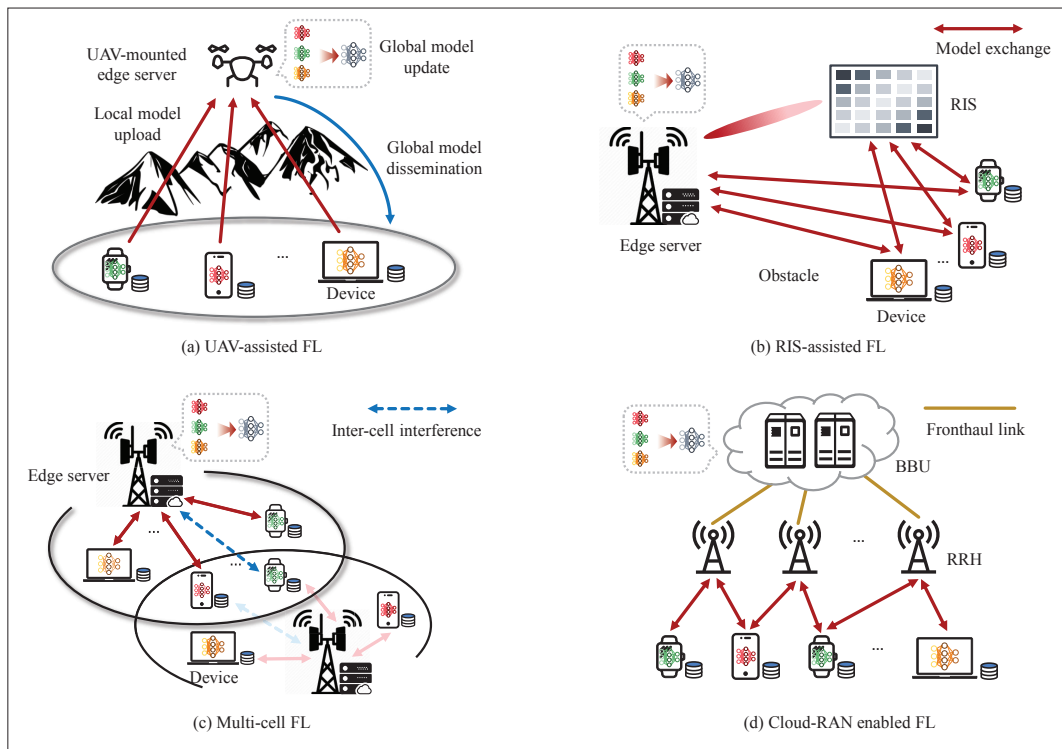 UAV-mounted
edge server
Global model
update
Local model
upload
Global model
dissemination
...
Device
(a) UAV-assisted FL
Model exchange
RIS
Edge server
Obstacle
...
Device
(b) RIS-assisted FL
Inter-cell interference
Edge server
...
...
Device
(c) Multi-cell FL
Fronthaul link
BBU
...
RRH
...
(d) Cloud-RAN enabled FL